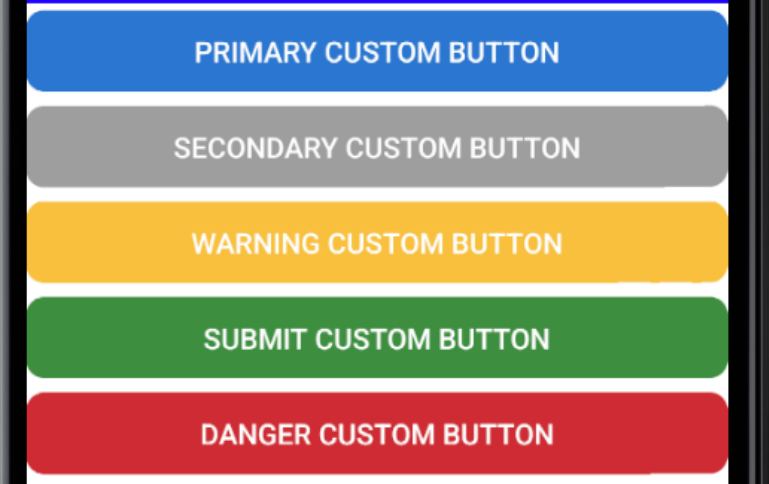 PRIMARY CUSTOM BUTTON
SECONDARY CUSTOM BUTTON
WARNING CUSTOM BUTTON
SUBMIT CUSTOM BUTTON
DANGER CUSTOM BUTTON